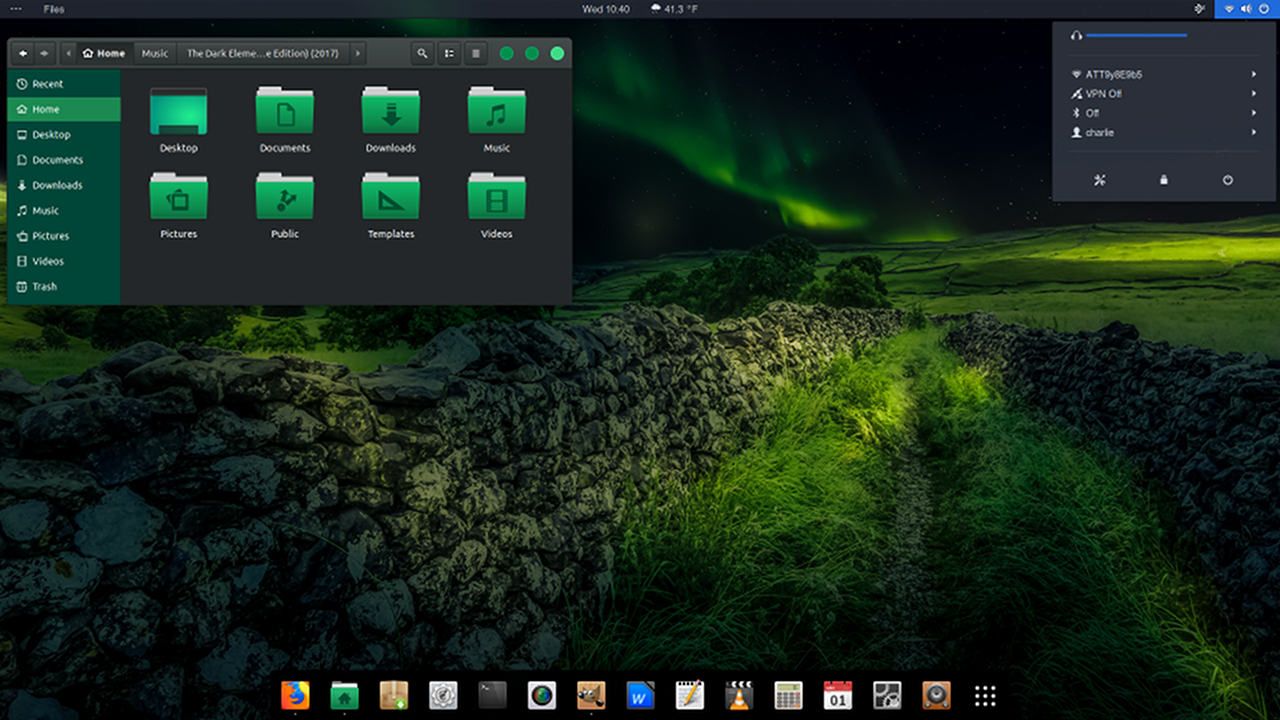 Files
Wed 10:40 41.3 °F
Home Music The Dark Eleme...e Edition) (2017)
Recent
Home
Desktop
Documents
Downloads
Music
Pictures
Videos
Trash
Desktop Documents Downloads Music
Pictures Public Templates Videos
ATT9y8E9b5
VPN Off
Off
charlie
W
01